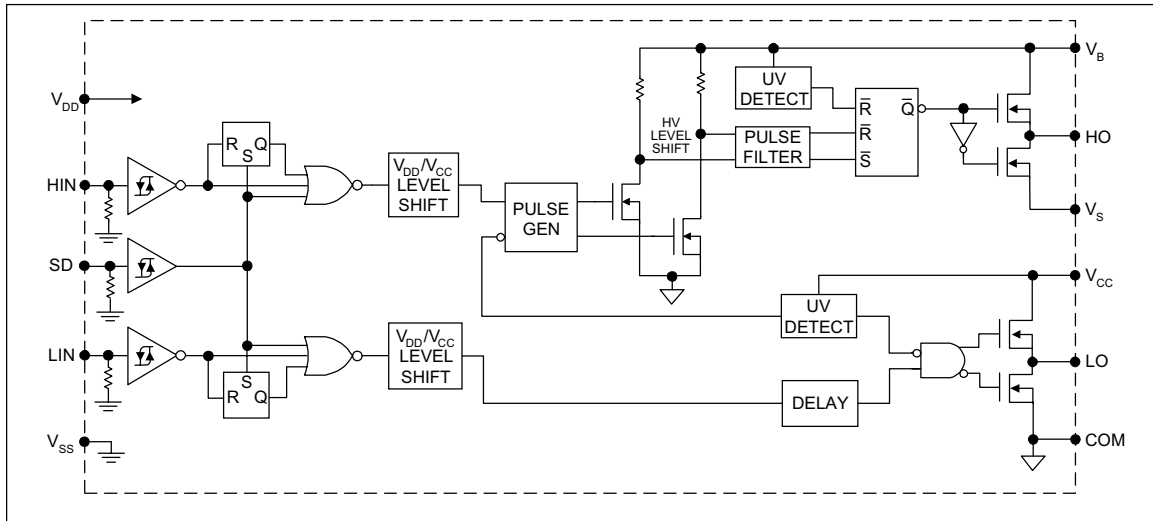 V_B
UV
DETECT
V_DD
R̅
Q̅
HV
LEVEL
SHIFT
R Q
S
PULSE
FILTER
R̅
S̅
HO
V_DD/V_CC
LEVEL
SHIFT
HIN
PULSE
GEN
V_S
SD
V_CC
UV
DETECT
V_DD/V_CC
LEVEL
SHIFT
LIN
LO
S
R Q
DELAY
V_SS
COM